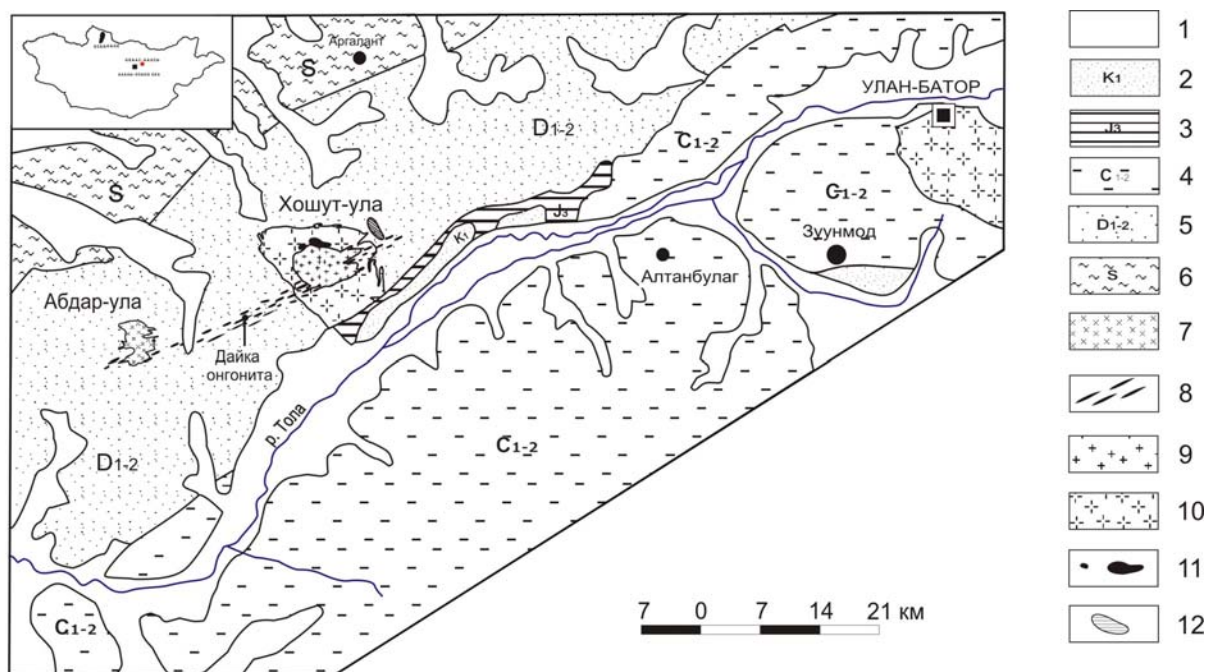 Аргалант
S
D1-2
УЛАН-БАТОР
C1-2
S
Хошут-ула
J3
K1
C1-2
Зуунмод
Алтанбулаг
Абдар-ула
Дайка
онгонита
р. Тола
C1-2
D1-2
C1-2
7 0 7 14 21 км
1
K1 2
J3 3
C 1-2 4
D1-2 5
S 6
7
8
9
10
11
12